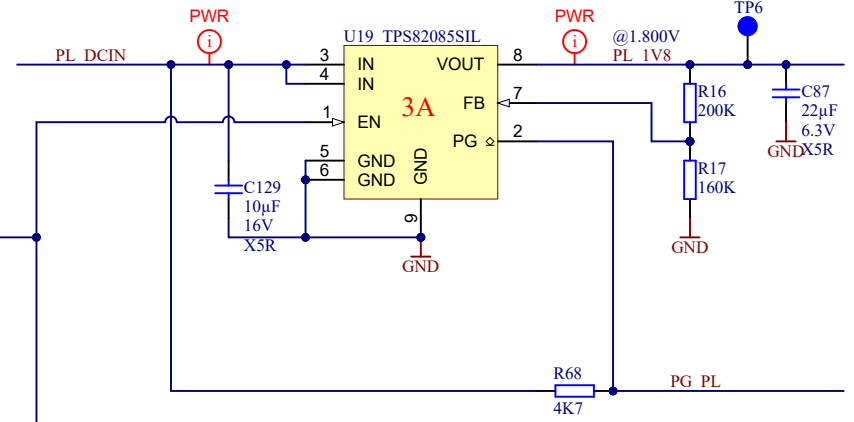 TP6
PWR
PWR
i
i
U19 TPS82085SIL
@1.800V
PL_DCIN
PL_1V8
3
IN
VOUT
8
4
IN
FB
7
1
EN
3A
PG
2
5
GND
6
GND
GND
9
GND
R16
200K
R17
160K
GND
C87
22µF
6.3V
X5R
GND
C129
10µF
16V
X5R
R68
4K7
PG_PL